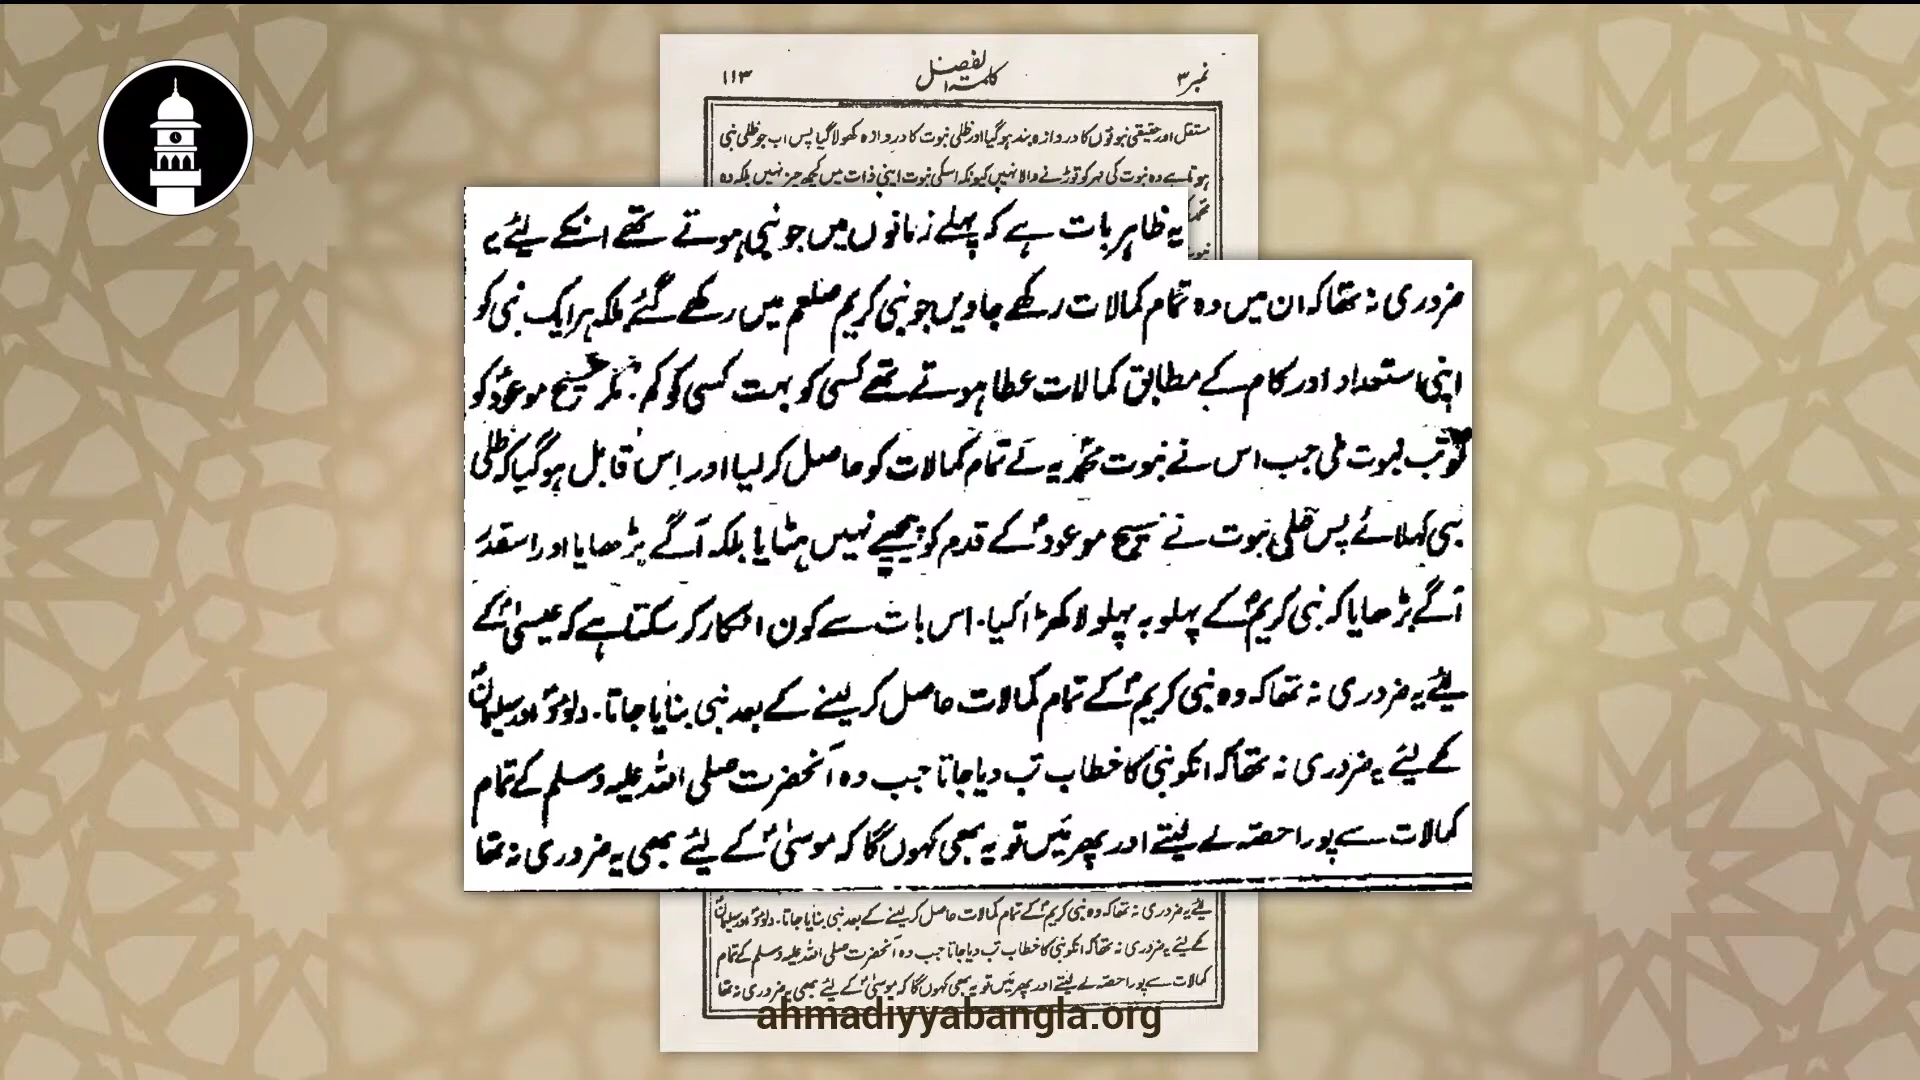 نمبر ۳
کلمۃ الفصل
۱۱۳
مستقل اور حقیقی نبوتوں کا دروازہ بند ہوگیا اور ظلی نبوت کا دروازہ کھولا گیا پس اب جو ظلی نبی
ہوتا ہے وہ نبوت کی مہر کو توڑنے والا نہیں کیونکہ اسکی نبوت اپنی ذات میں کچھ چیز نہیں بلکہ وہ
یہ ظاہر بات ہے کہ پہلے زمانوں میں جو نبی ہوتے تھے انکے لیئے یہ
ضروری نہ تھا کہ ان میں وہ تمام کمالات رکھے جاویں جو نبی کریم صلعم میں رکھے گئے بلکہ ہر ایک نبی کو
اپنی استعداد اور کام کے مطابق کمالات عطا ہوتے تھے کسی کو بہت کسی کو کم۔ مگر مسیح موعودؑ کو
تو تب نبوت ملی جب اس نے نبوت محمدؐیہ کے تمام کمالات کو حاصل کر لیا اور اِس قابل ہوگیا کہ ظلی
نبی کہلائے پس ظلی نبوت نے مسیح موعودؑ کے قدم کو پیچھے نہیں ہٹایا بلکہ آگے بڑھایا اور اسقدر
آگے بڑھایا کہ نبی کریمؐ کے پہلو بہ پہلو لا کھڑا کیا۔ اس بات سے کون انکار کر سکتا ہے کہ عیسیٰؑ کے
لیئے یہ ضروری نہ تھا کہ وہ نبی کریمؐ کے تمام کمالات حاصل کر لینے کے بعد نبی بنایا جاتا۔ داؤدؑ اور سلیمانؑ
کے لیئے یہ ضروری نہ تھا کہ انکو نبی کا خطاب تب دیا جاتا جب وہ آنحضرت صلی اللہ علیہ وسلم کے تمام
کمالات سے پورا حصّہ لے لیتے اور پھر مَیں تو یہ بھی کہوں گا کہ موسیٰؑ کے لیئے بھی یہ ضروری نہ تھا
لیئے یہ ضروری نہ تھا کہ وہ نبی کریمؐ کے تمام کمالات حاصل کر لینے کے بعد نبی بنایا جاتا۔ داؤدؑ اور سلیمانؑ
کے لیئے یہ ضروری نہ تھا کہ انکو نبی کا خطاب تب دیا جاتا جب وہ آنحضرت صلی اللہ علیہ وسلم کے تمام
کمالات سے پورا حصّہ لے لیتے اور پھر مَیں تو یہ بھی کہوں گا کہ موسیٰؑ کے لیئے بھی یہ ضروری نہ تھا
ahmadiyyabangla.org